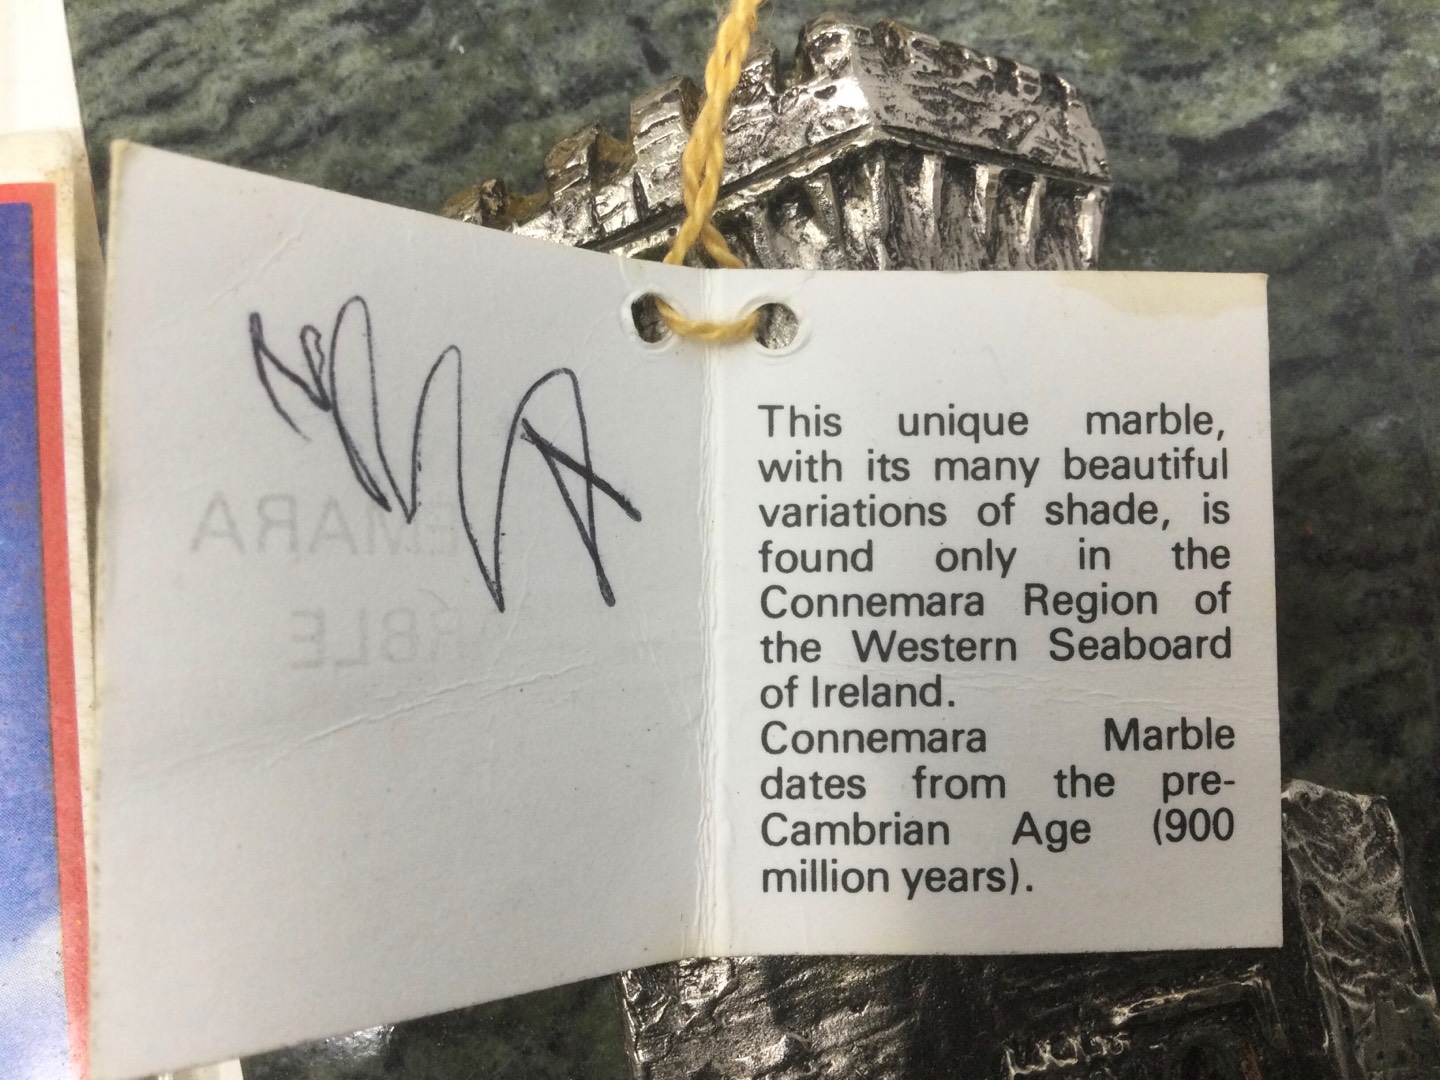 This unique marble,
with its many beautiful
variations of shade, is
found only in the
Connemara Region of
the Western Seaboard
of Ireland.
Connemara Marble
dates from the pre-
Cambrian Age (900
million years).